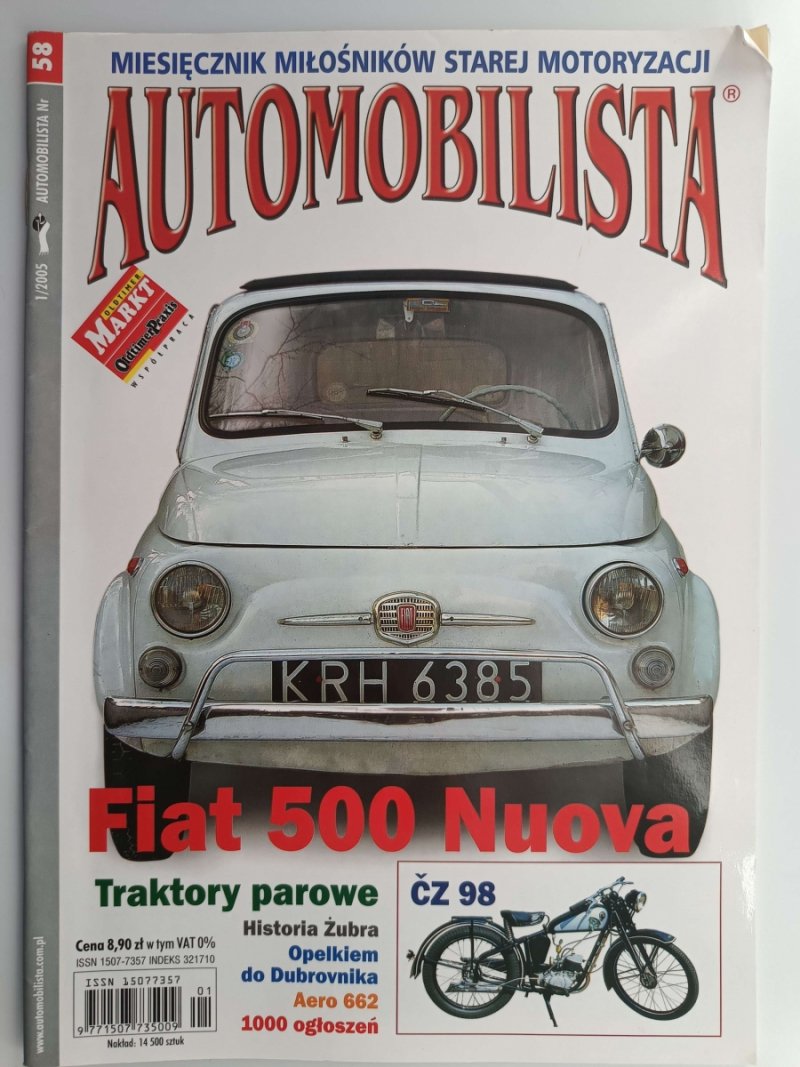 58
AUTOMOBILISTA Nr
1/2005
MIESIĘCZNIK MIŁOŚNIKÓW STAREJ MOTORYZACJI
AUTOMOBILISTA®
OLDTIMER
MARKT
OldtimerPraxis
WSPÓŁPRACA
FIAT
KRH 6385
Fiat 500 Nuova
Traktory parowe
Historia Żubra
Opelkiem
do Dubrovnika
Aero 662
1000 ogłoszeń
ČZ 98
Cena 8,90 zł w tym VAT 0%
ISSN 1507-7357 INDEKS 321710
ISSN 15077357
01
9 771507 735009
Nakład: 14 500 sztuk
www.automobilista.com.pl